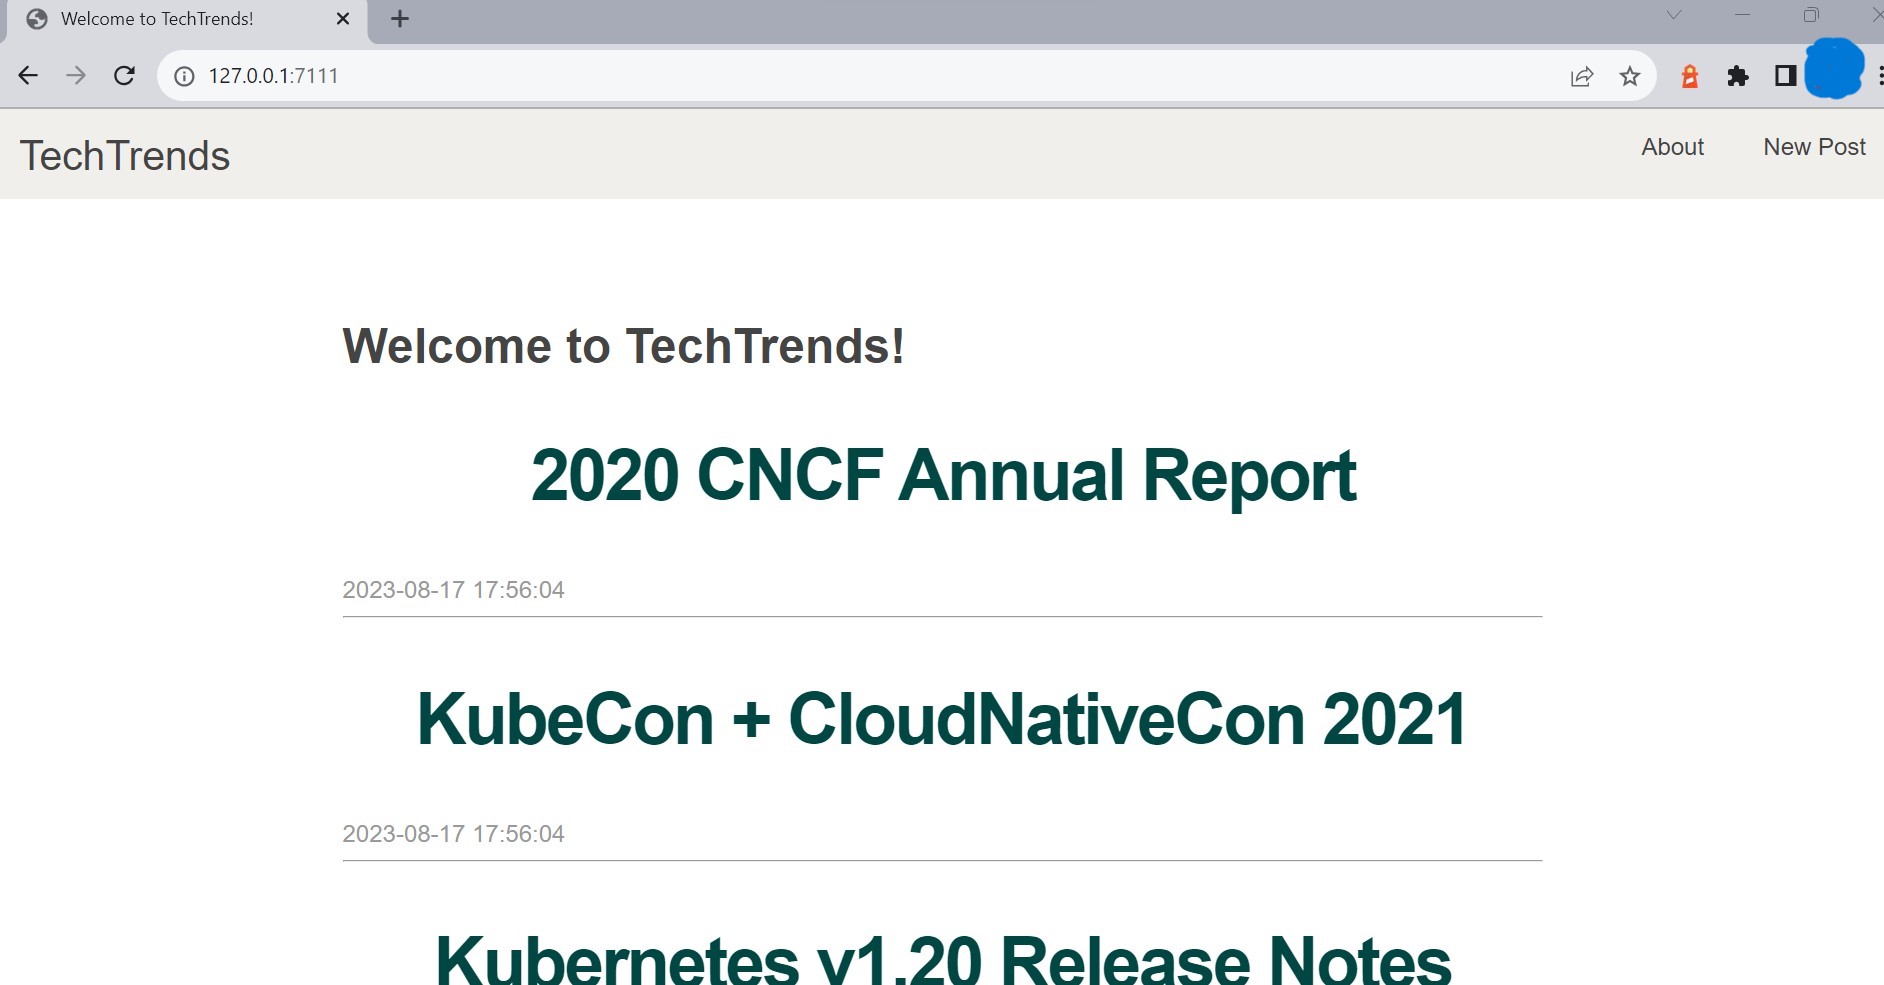 Welcome to TechTrends!
127.0.0.1:7111
TechTrends
About New Post
Welcome to TechTrends!
2020 CNCF Annual Report
2023-08-17 17:56:04
KubeCon + CloudNativeCon 2021
2023-08-17 17:56:04
Kubernetes v1.20 Release Notes